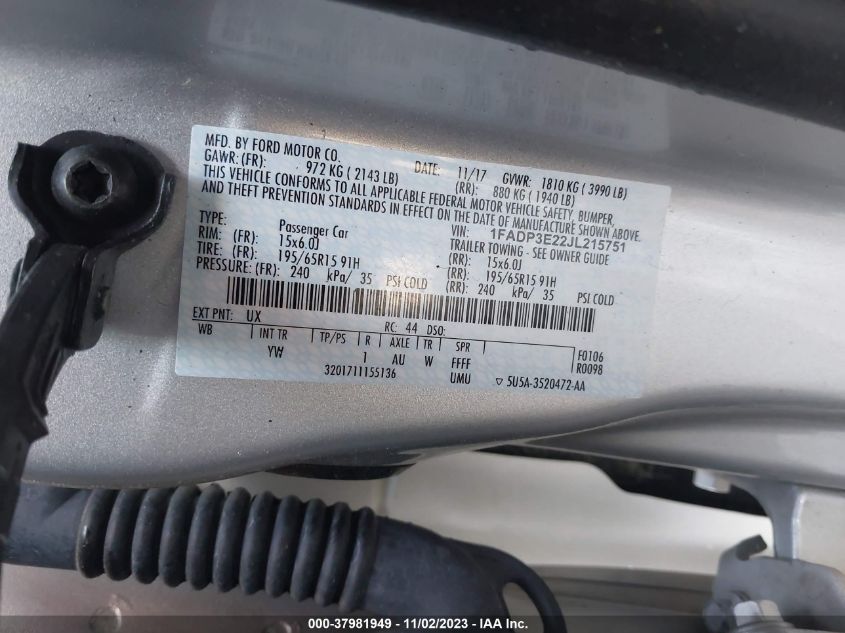 MFD. BY FORD MOTOR CO. DATE: 11/17 GVWR: 1810 KG ( 3990 LB)
GAWR:(FR): 972 KG ( 2143 LB) (RR): 880 KG ( 1940 LB)
THIS VEHICLE CONFORMS TO ALL APPLICABLE FEDERAL MOTOR VEHICLE SAFETY, BUMPER,
AND THEFT PREVENTION STANDARDS IN EFFECT ON THE DATE OF MANUFACTURE SHOWN ABOVE.
VIN: 1FADP3E22JL215751
TYPE: Passenger Car TRAILER TOWING - SEE OWNER GUIDE
RIM: 15x6.0J (RR): 15x6.0J
TIRE: 195/65R15 91H (RR): 195/65R15 91H
PRESSURE: (FR) 240 kPa/ 35 PSI COLD (RR): 240 kPa/ 35 PSI COLD
EXT PNT: UX RC: 44 DSO:
WB INT TR TP/PS R AXLE TR SPR F0106
YW 1 AU W FFFF R0098
3201711155136 UMU 5U5A-3520472-AA
000-37981949 - 11/02/2023 - IAA Inc.